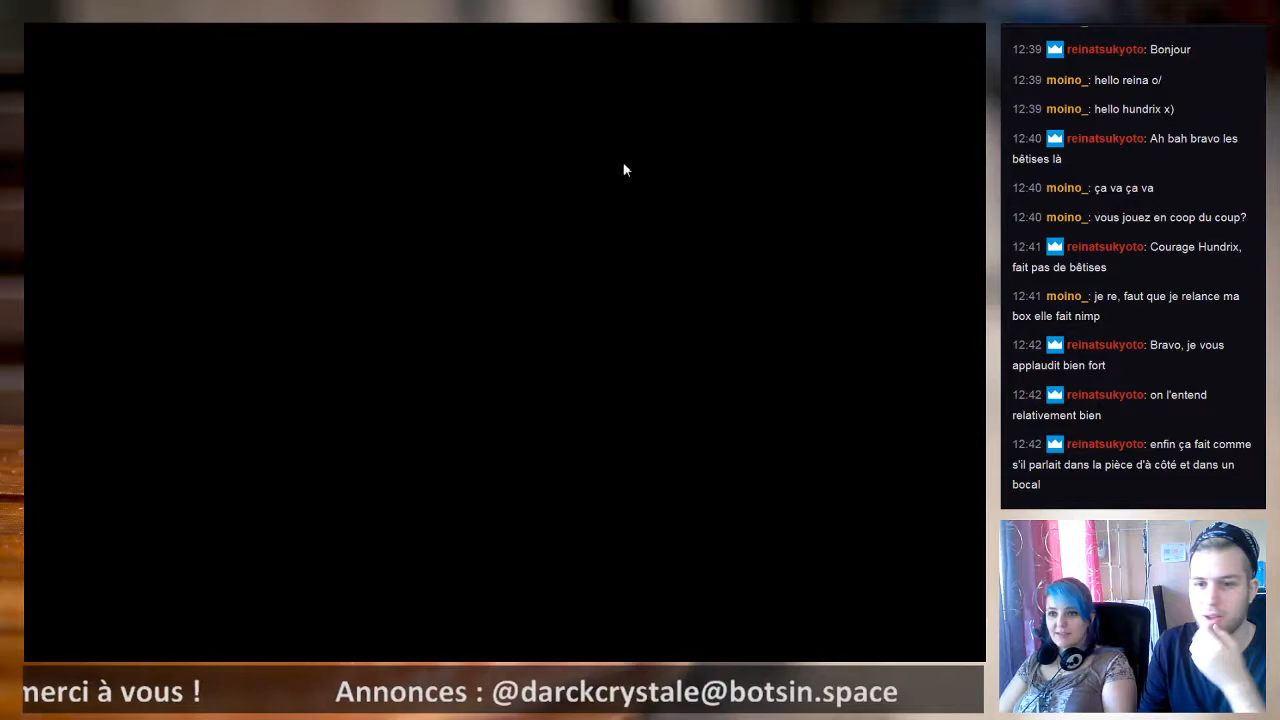 12:39 reinatsukyoto: Bonjour
12:39 moino_: hello reina o/
12:39 moino_: hello hundrix x)
12:40 reinatsukyoto: Ah bah bravo les
bêtises là
12:40 moino_: ça va ça va
12:40 moino_: vous jouez en coop du coup?
12:41 reinatsukyoto: Courage Hundrix,
fait pas de bêtises
12:41 moino_: je re, faut que je relance ma
box elle fait nimp
12:42 reinatsukyoto: Bravo, je vous
applaudit bien fort
12:42 reinatsukyoto: on l'entend
relativement bien
12:42 reinatsukyoto: enfin ça fait comme
s'il parlait dans la pièce d'à côté et dans un
bocal
merci à vous ! Annonces : @darckcrystale@botsin.space